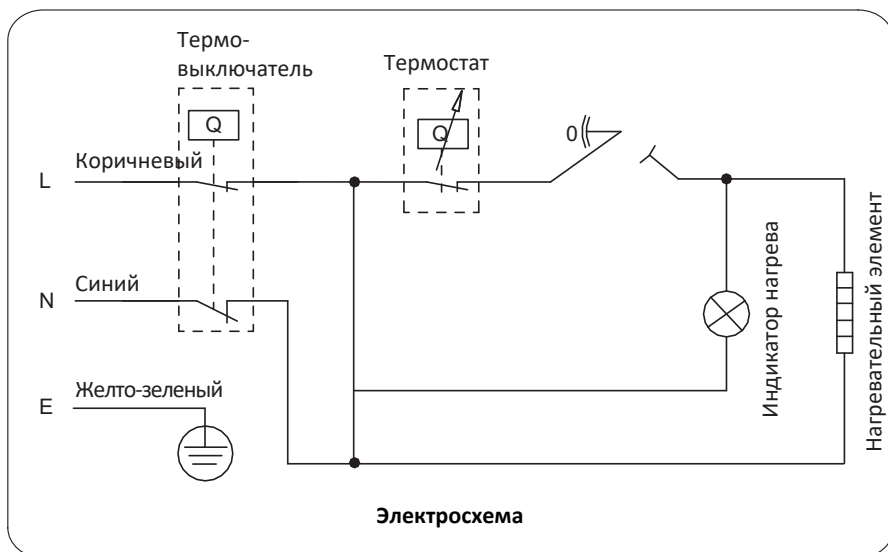 Термо-
выключатель
Термостат
Q
Q
0
L
Коричневый
N
Синий
E
Желто-зеленый
Индикатор нагрева
Нагревательный элемент
Электросхема